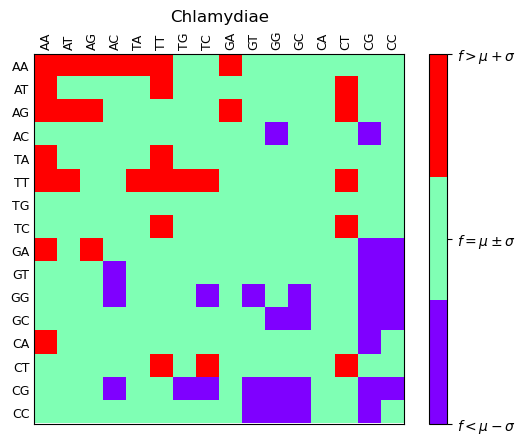 Chlamydiae
AA AT AG AC TA TT TG TC GA GT GG GC CA CT CG CC
AA
AT
AG
AC
TA
TT
TG
TC
GA
GT
GG
GC
CA
CT
CG
CC
f > μ + σ
f = μ ± σ
f < μ − σ